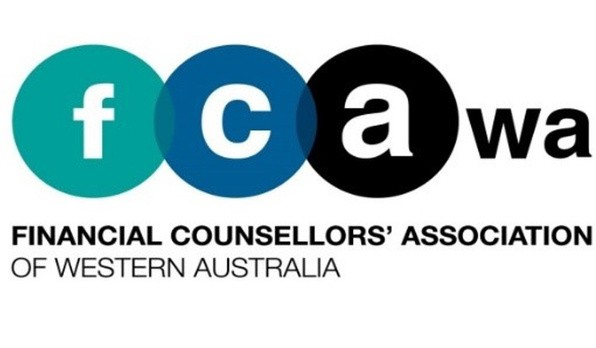 fcawa
FINANCIAL COUNSELLORS' ASSOCIATION
OF WESTERN AUSTRALIA